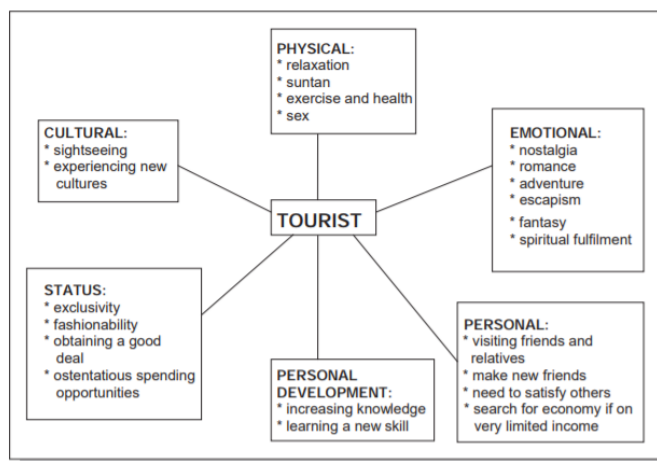 PHYSICAL:
* relaxation
* suntan
* exercise and health
* sex
CULTURAL:
* sightseeing
* experiencing new
cultures
EMOTIONAL:
* nostalgia
* romance
* adventure
* escapism
* fantasy
* spiritual fulfilment
TOURIST
STATUS:
* exclusivity
* fashionability
* obtaining a good
deal
* ostentatious spending
opportunities
PERSONAL
DEVELOPMENT:
* increasing knowledge
* learning a new skill
PERSONAL:
* visiting friends and
relatives
* make new friends
* need to satisfy others
* search for economy if on
very limited income